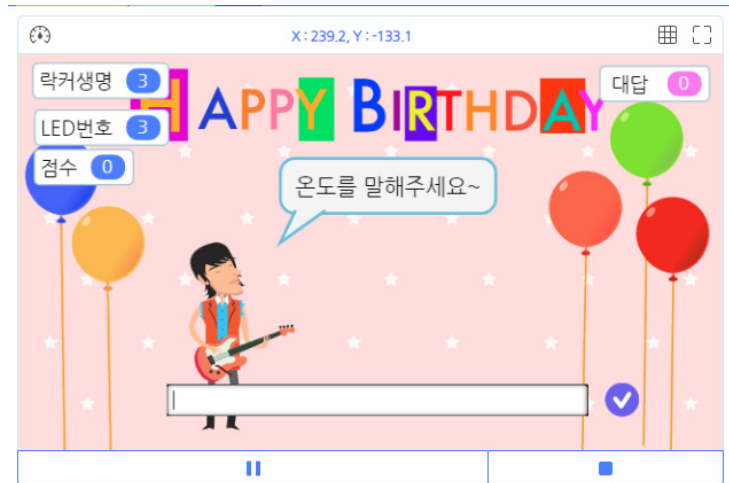 X : 239.2, Y : -133.1
락커생명 3
대답 0
HAPPY BIRTHDAY
LED번호 3
점수 0
온도를 말해주세요~